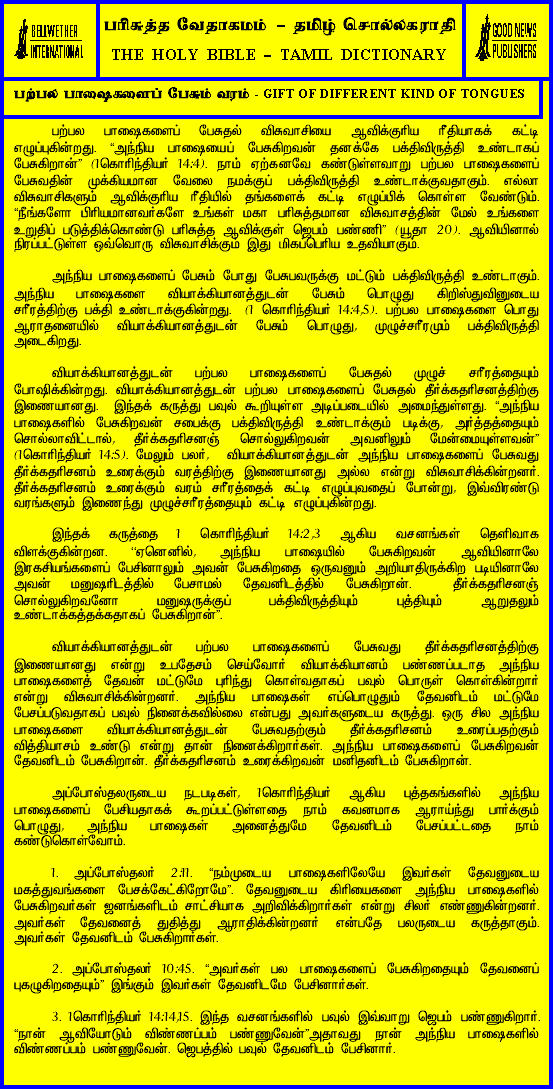 BELLWETHER
INTERNATIONAL
பரிசுத்த வேதாகமம் – தமிழ் சொல்லகராதி
THE HOLY BIBLE – TAMIL DICTIONARY
GOOD NEWS
PUBLISHERS
பற்பல பாஷைகளைப் பேசும் வரம் - GIFT OF DIFFERENT KIND OF TONGUES
பற்பல பாஷைகளைப் பேசுதல் விசுவாசியை ஆவிக்குரிய ரீதியாகக் கட்டி
எழுப்புகின்றது. “அந்நிய பாஷையைப் பேசுகிறவன் தனக்கே பக்திவிருத்தி உண்டாகப்
பேசுகிறான்” (1கொரிந்தியர் 14:4). நாம் ஏற்கனவே கண்டுள்ளவாறு பற்பல பாஷைகளைப்
பேசுவதின் முக்கியமான வேலை நமக்குப் பக்திவிருத்தி உண்டாக்குவதாகும். எல்லா
விசுவாசிகளும் ஆவிக்குரிய ரீதியில் தங்களைக் கட்டி எழுப்பிக் கொள்ள வேண்டும்.
“நீங்களோ பிரியமானவர்களே உங்கள் மகா பரிசுத்தமான விசுவாசத்தின் மேல் உங்களை
உறுதிப் படுத்திக்கொண்டு பரிசுத்த ஆவிக்குள் ஜெபம் பண்ணி” (யூதா 20). ஆவியினால்
நிரப்பட்டுள்ள ஒவ்வொரு விசுவாசிக்கும் இது மிகப்பெரிய உதவியாகும்.
அந்நிய பாஷைகளைப் பேசும் போது பேசுபவருக்கு மட்டும் பக்திவிருத்தி உண்டாகும்.
அந்நிய பாஷைகளை வியாக்கியானத்துடன் பேசும் பொழுது கிறிஸ்துவினுடைய
சரீரத்திற்கு பக்தி உண்டாக்குகின்றது. (1 கொரிந்தியர் 14:4,5). பற்பல பாஷைகளை பொது
ஆராதனையில் வியாக்கியானத்துடன் பேசும் பொழுது, முழுச்சரீரமும் பக்திவிருத்தி
அடைகிறது.
வியாக்கியானத்துடன் பற்பல பாஷைகளைப் பேசுதல் முழுச் சரீரத்தையும்
போஷிக்கின்றது. வியாக்கியானத்துடன் பற்பல பாஷைகளைப் பேசுதல் தீர்க்கதரிசனத்திற்கு
இணையானது. இந்தக் கருத்து பவுல் கூறியுள்ள அடிப்படையில் அமைந்துள்ளது. “அந்நிய
பாஷைகளில் பேசுகிறவன் சபைக்கு பக்திவிருத்தி உண்டாக்கும் படிக்கு, அர்த்தத்தையும்
சொல்லாவிட்டால், தீர்க்கதரிசனஞ் சொல்லுகிறவன் அவனிலும் மேன்மையுள்ளவன்”
(1கொரிந்தியர் 14:5). மேலும் பலர், வியாக்கியானத்துடன் அந்நிய பாஷைகளைப் பேசுவது
தீர்க்கதரிசனம் உரைக்கும் வரத்திற்கு இணையானது அல்ல என்று விசுவாசிக்கின்றனர்.
தீர்க்கதரிசனம் உரைக்கும் வரம் சரீரத்தைக் கட்டி எழுப்புவதைப் போன்று, இவ்விரண்டு
வரங்களும் இணைந்து முழுச்சரீரத்தையும் கட்டி எழுப்புகின்றது.
இந்தக் கருத்தை 1 கொரிந்தியர் 14:2,3 ஆகிய வசனங்கள் தெளிவாக
விளக்குகின்றன. “ஏனெனில், அந்நிய பாஷையில் பேசுகிறவன் ஆவியினாலே
இரகசியங்களைப் பேசினாலும் அவன் பேசுகிறதை ஒருவனும் அறியாதிருக்கிற படியினாலே
அவன் மனுஷரிடத்தில் பேசாமல் தேவனிடத்தில் பேசுகிறான். தீர்க்கதரிசனஞ்
சொல்லுகிறவனோ மனுஷருக்குப் பக்திவிருத்தியும் புத்தியும் ஆறுதலும்
உண்டாக்கத்தக்கதாகப் பேசுகிறான்”.
வியாக்கியானத்துடன் பற்பல பாஷைகளைப் பேசுவது தீர்க்கதரிசனத்திற்கு
இணையானது என்று உபதேசம் செய்வோர் வியாக்கியானம் பண்ணப்படாத அந்நிய
பாஷைகளைத் தேவன் மட்டுமே புரிந்து கொள்வதாகப் பவுல் பொருள் கொள்கின்றார்
என்று விசுவாசிக்கின்றனர். அந்நிய பாஷைகள் எப்பொழுதும் தேவனிடம் மட்டுமே
பேசப்படுவதாகப் பவுல் நினைக்கவில்லை என்பது அவர்களுடைய கருத்து. ஒரு சில அந்நிய
பாஷைகளை வியாக்கியானத்துடன் பேசுவதற்கும் தீர்க்கதரிசனம் உரைப்பதற்கும்
வித்தியாசம் உண்டு என்று தான் நினைக்கிறார்கள். அந்நிய பாஷைகளைப் பேசுகிறவன்
தேவனிடம் பேசுகிறான். தீர்க்கதரிசனம் உரைக்கிறவன் மனிதனிடம் பேசுகிறான்.
அப்போஸ்தலருடைய நடபடிகள், 1கொரிந்தியர் ஆகிய புத்தகங்களில் அந்நிய
பாஷைகளைப் பேசியதாகக் கூறப்பட்டுள்ளதை நாம் கவனமாக ஆராய்ந்து பார்க்கும்
பொழுது, அந்நிய பாஷைகள் அனைத்துமே தேவனிடம் பேசப்பட்டதை நாம்
கண்டுகொள்வோம்.
1. அப்போஸ்தலர் 2:11. “நம்முடைய பாஷைகளிலேயே இவர்கள் தேவனுடைய
மகத்துவங்களை பேசக்கேட்கிறோமே”. தேவனுடைய கிரியைகளை அந்நிய பாஷைகளில்
பேசுகிறவர்கள் ஜனங்களிடம் சாட்சியாக அறிவிக்கிறார்கள் என்று சிலர் எண்ணுகின்றனர்.
அவர்கள் தேவனைத் துதித்து ஆராதிக்கின்றனர் என்பதே பலருடைய கருத்தாகும்.
அவர்கள் தேவனிடம் பேசுகிறார்கள்.
2. அப்போஸ்தலர் 10:45. “அவர்கள் பல பாஷைகளைப் பேசுகிறதையும் தேவனைப்
புகழுகிறதையும்” இங்கும் இவர்கள் தேவனிடமே பேசினார்கள்.
3. 1கொரிந்தியர் 14:14,15. இந்த வசனங்களில் பவுல் இவ்வாறு ஜெபம் பண்ணுகிறார்.
“நான் ஆவியோடும் விண்ணப்பம் பண்ணுவேன்”அதாவது நான் அந்நிய பாஷைகளில்
விண்ணப்பம் பண்ணுவேன். ஜெபத்தில் பவுல் தேவனிடம் பேசினார்.